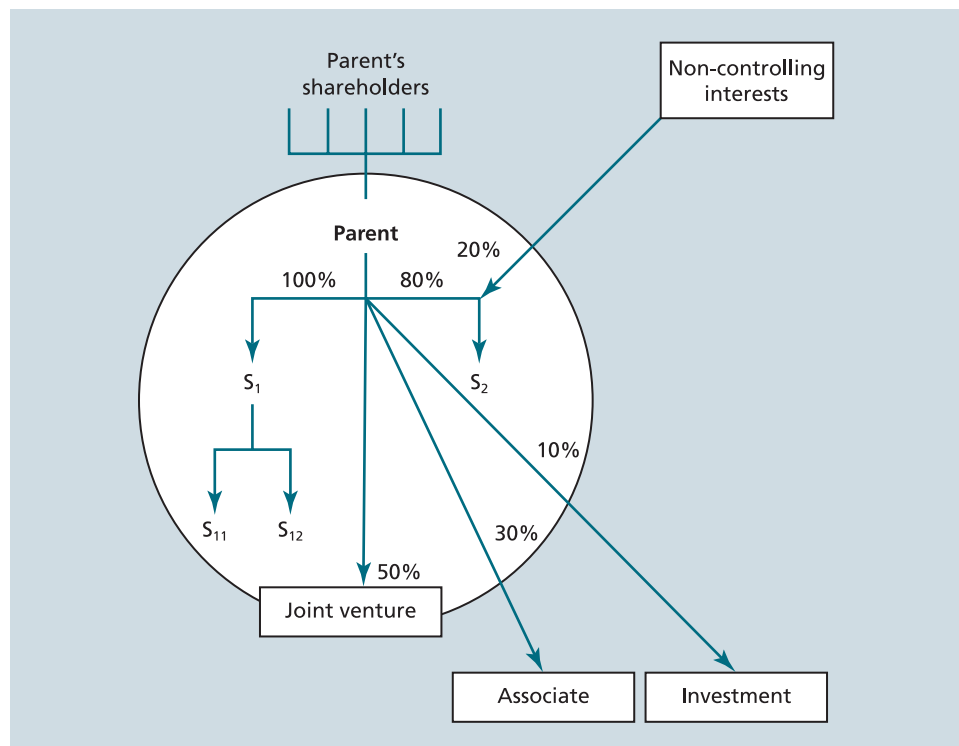 Parent's
shareholders
Non-controlling
interests
Parent
20%
100%
80%
S₁
S₂
10%
S₁₁
S₁₂
30%
50%
Joint venture
Associate
Investment